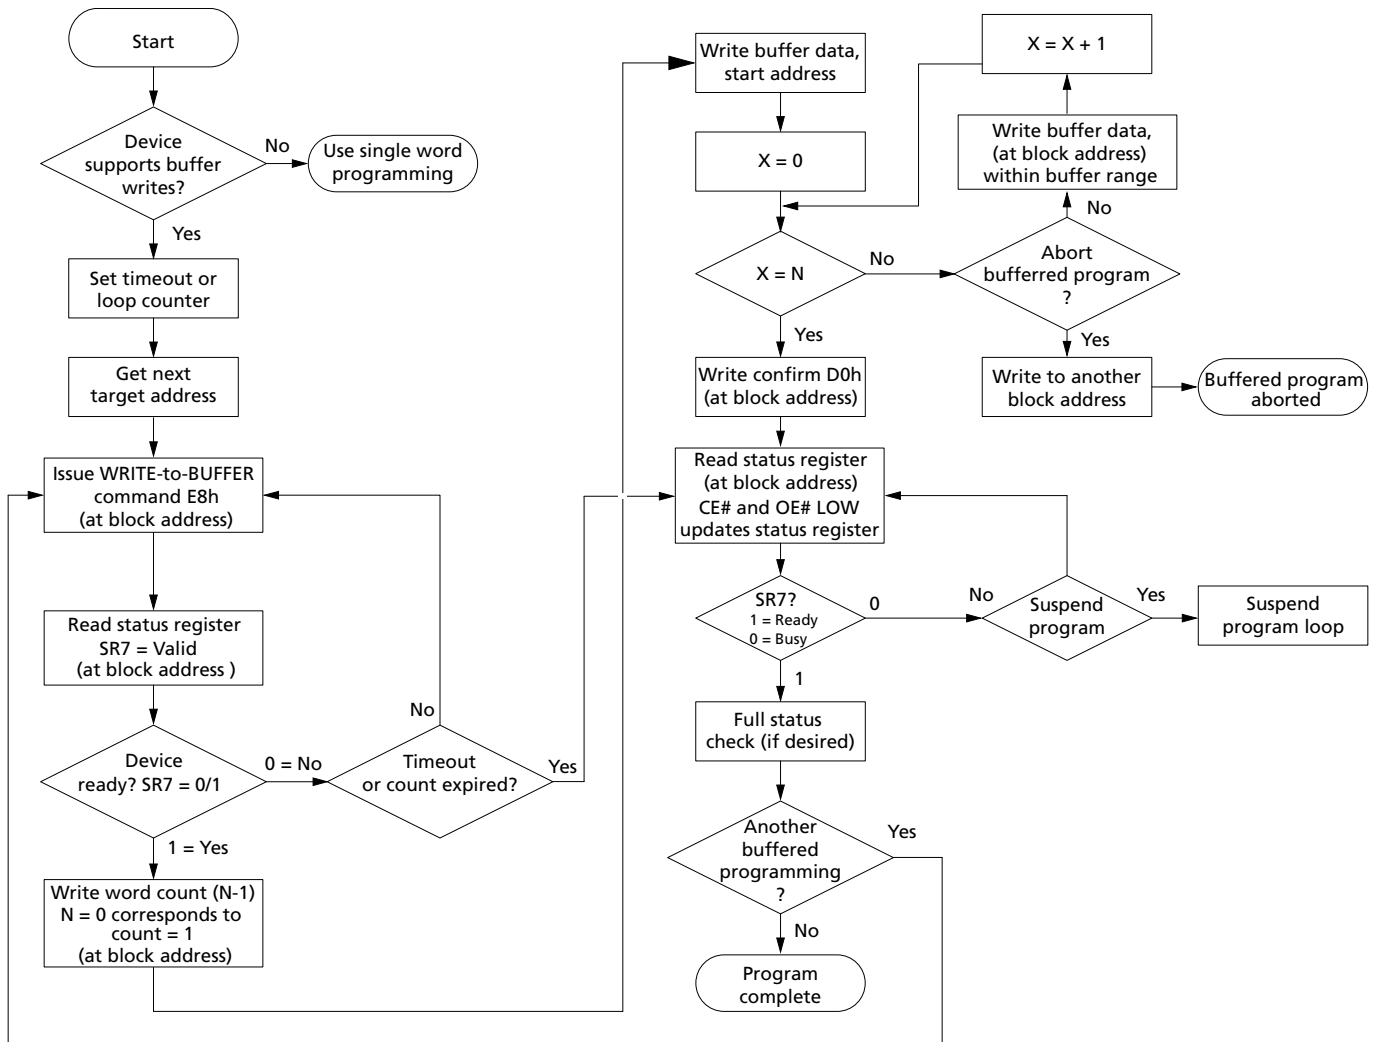 Start
Device
supports buffer
writes?
No
Use single word
programming
Yes
Set timeout or
loop counter
Get next
target address
Issue WRITE-to-BUFFER
command E8h
(at block address)
Read status register
SR7 = Valid
(at block address )
Device
ready? SR7 = 0/1
0 = No
No
Timeout
or count expired?
Yes
1 = Yes
Write word count (N-1)
N = 0 corresponds to
count = 1
(at block address)
Write buffer data,
start address
X = 0
X = X + 1
Write buffer data,
(at block address)
within buffer range
No
X = N
No
Abort
bufferred program
?
Yes
Yes
Write confirm D0h
(at block address)
Write to another
block address
Buffered program
aborted
Read status register
(at block address)
CE# and OE# LOW
updates status register
SR7?
1 = Ready
0 = Busy
0
No
Suspend
program
Yes
Suspend
program loop
1
Full status
check (if desired)
Another
buffered
programming
?
Yes
No
Program
complete